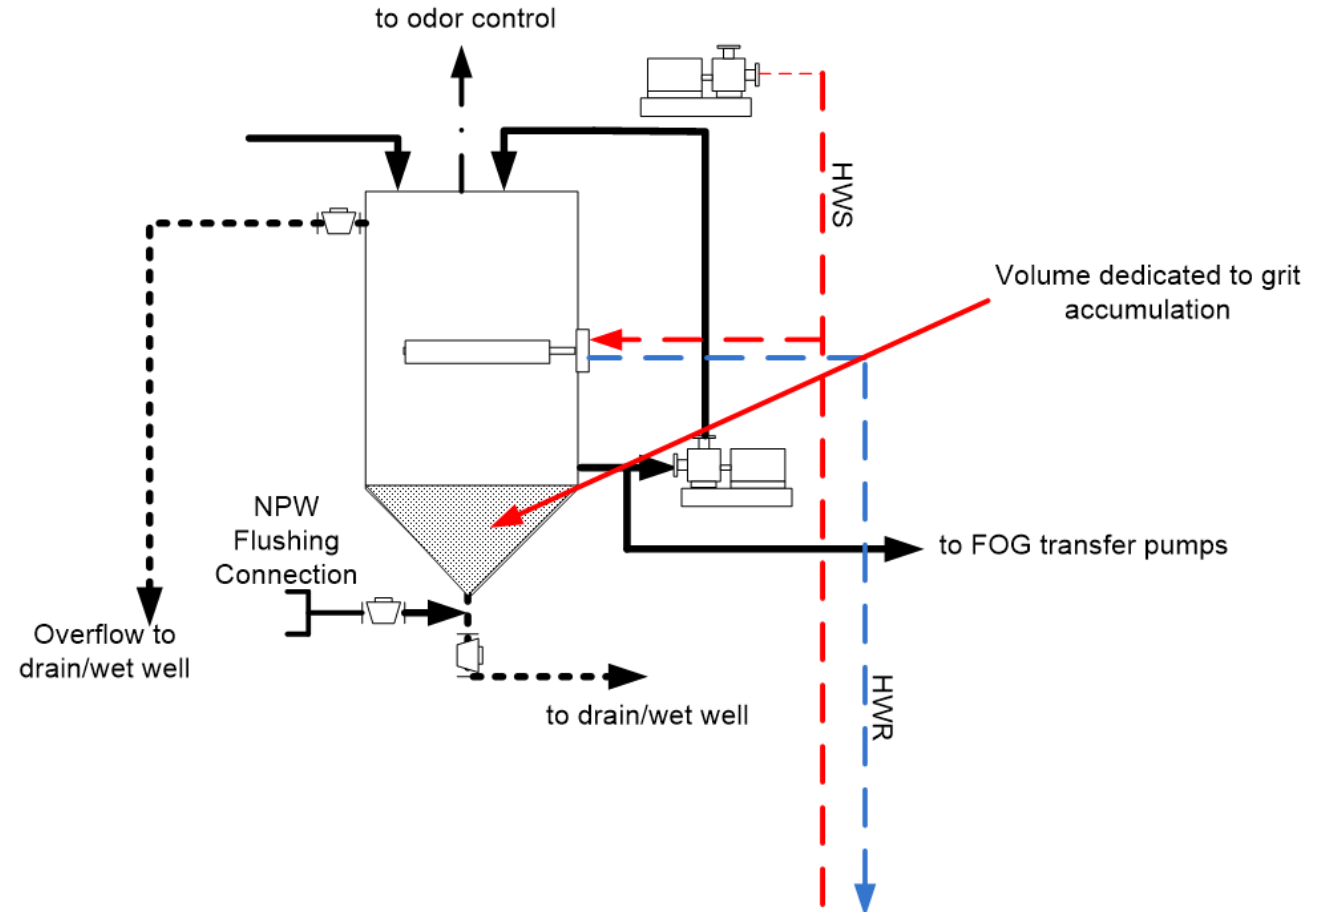 to odor control
HWS
Volume dedicated to grit
accumulation
NPW
Flushing
Connection
to FOG transfer pumps
Overflow to
drain/wet well
to drain/wet well
HWR